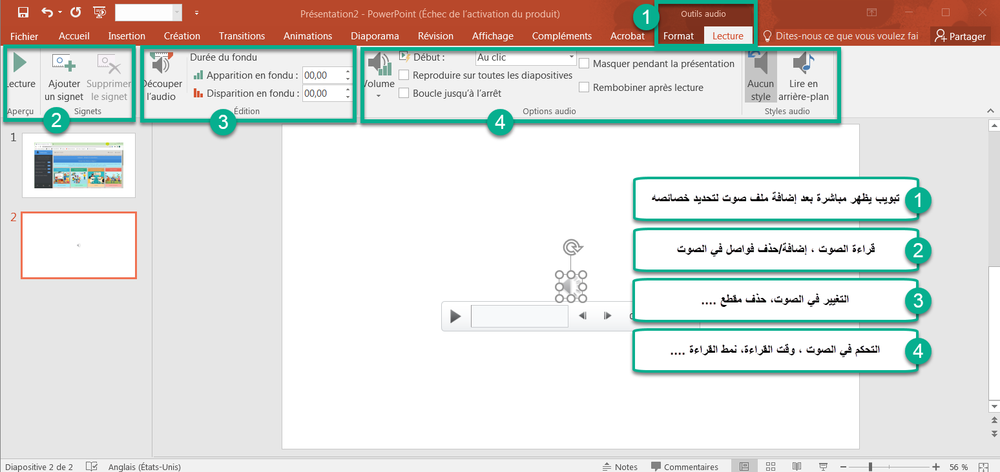 Présentation2 - PowerPoint (Échec de l'activation du produit)
1
Outils audio
Fichier Accueil Insertion Création Transitions Animations Diaporama Révision Affichage Compléments Acrobat Format Lecture Dites-nous ce que vous voulez fai Partager
Lecture
Ajouter un signet
Supprimer le signet
Aperçu
Signets
2
Découper l'audio
Durée du fondu
Apparition en fondu : 00,00
Disparition en fondu : 00,00
Édition
3
Volume
Début : Au clic
Reproduire sur toutes les diapositives
Boucle jusqu'à l'arrêt
Masquer pendant la présentation
Rembobiner après lecture
Options audio
4
Aucun style
Lire en arrière-plan
Styles audio
1
2
تبويب يظهر مباشرة بعد إضافة ملف صوت لتحديد خصائصه 1
قراءة الصوت ، إضافة/حذف فواصل في الصوت 2
التغيير في الصوت، حذف مقطع .... 3
التحكم في الصوت ، وقت القراءة، نمط القراءة .... 4
Diapositive 2 de 2 Anglais (États-Unis) Notes Commentaires 56 %